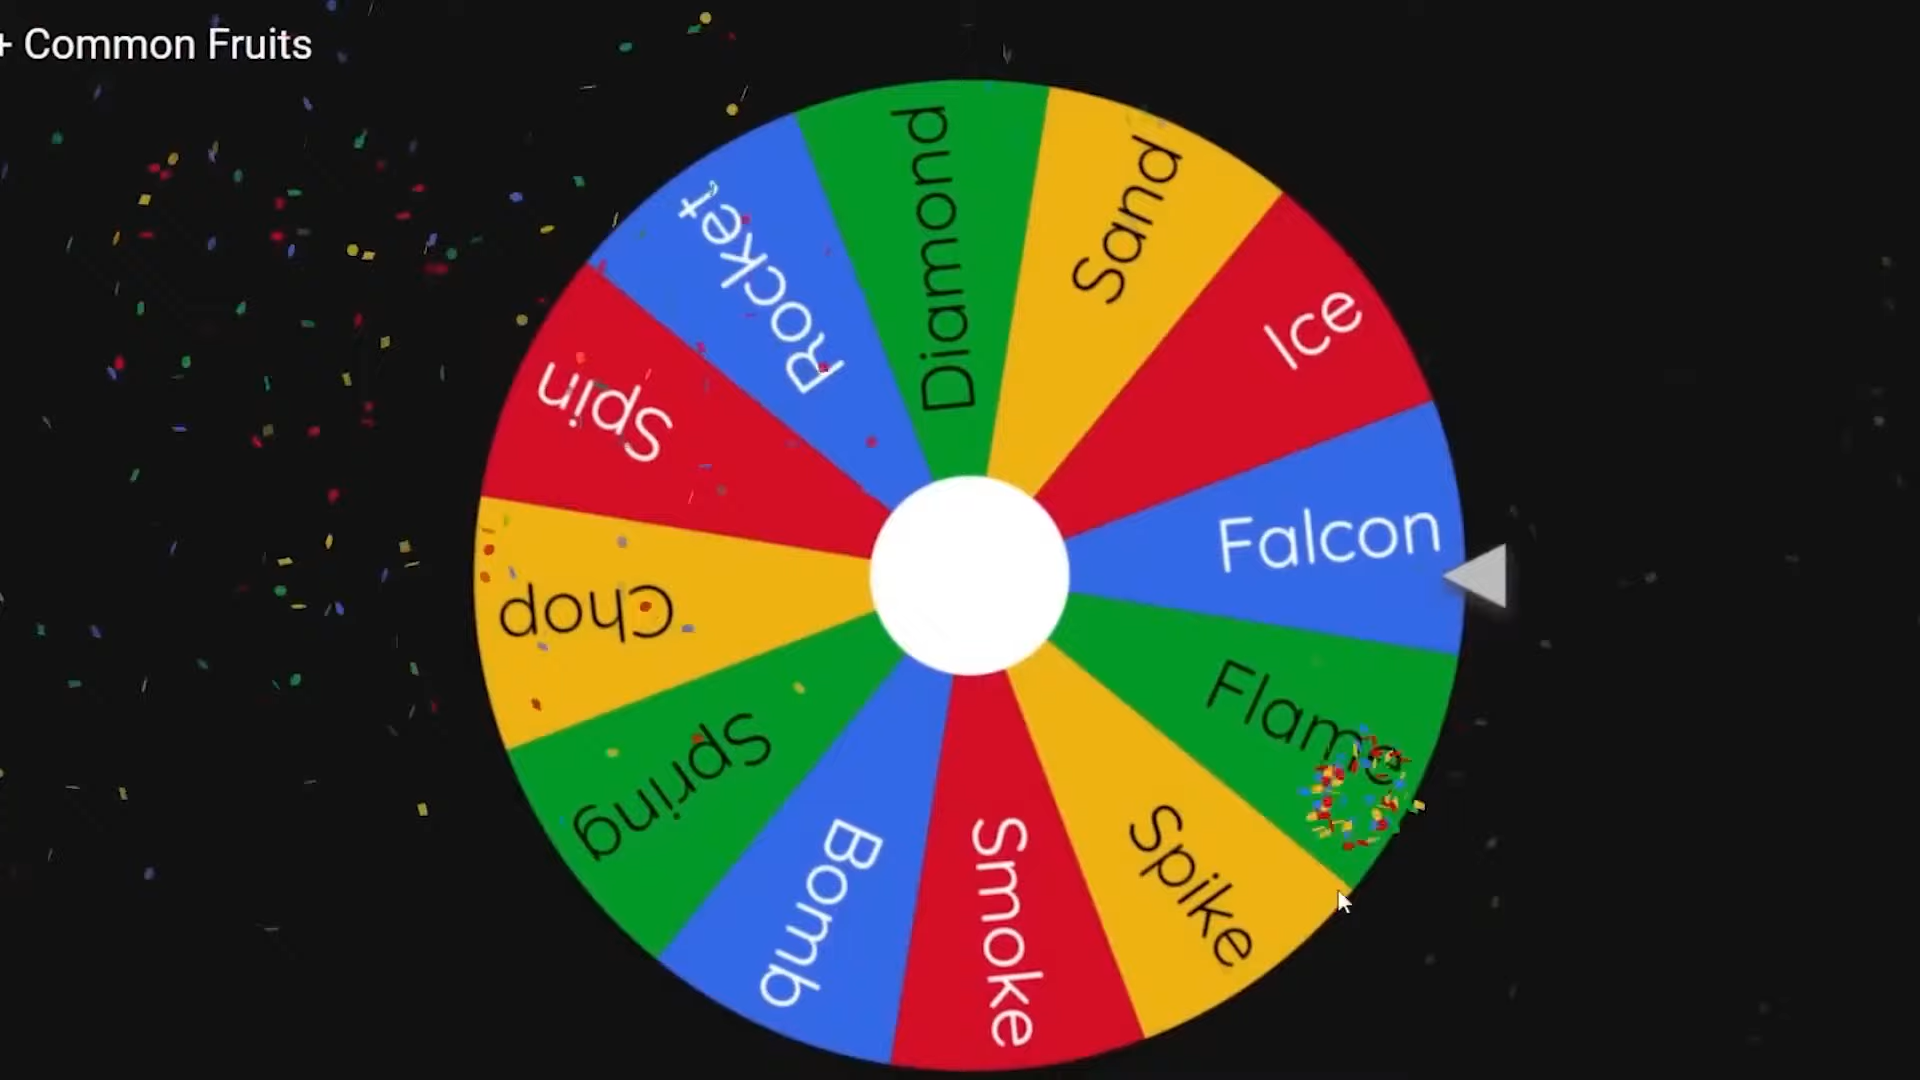 + Common Fruits
Diamond
Sand
Ice
Falcon
Flame
Spike
Smoke
Bomb
Spring
Chop
Spin
Rocket